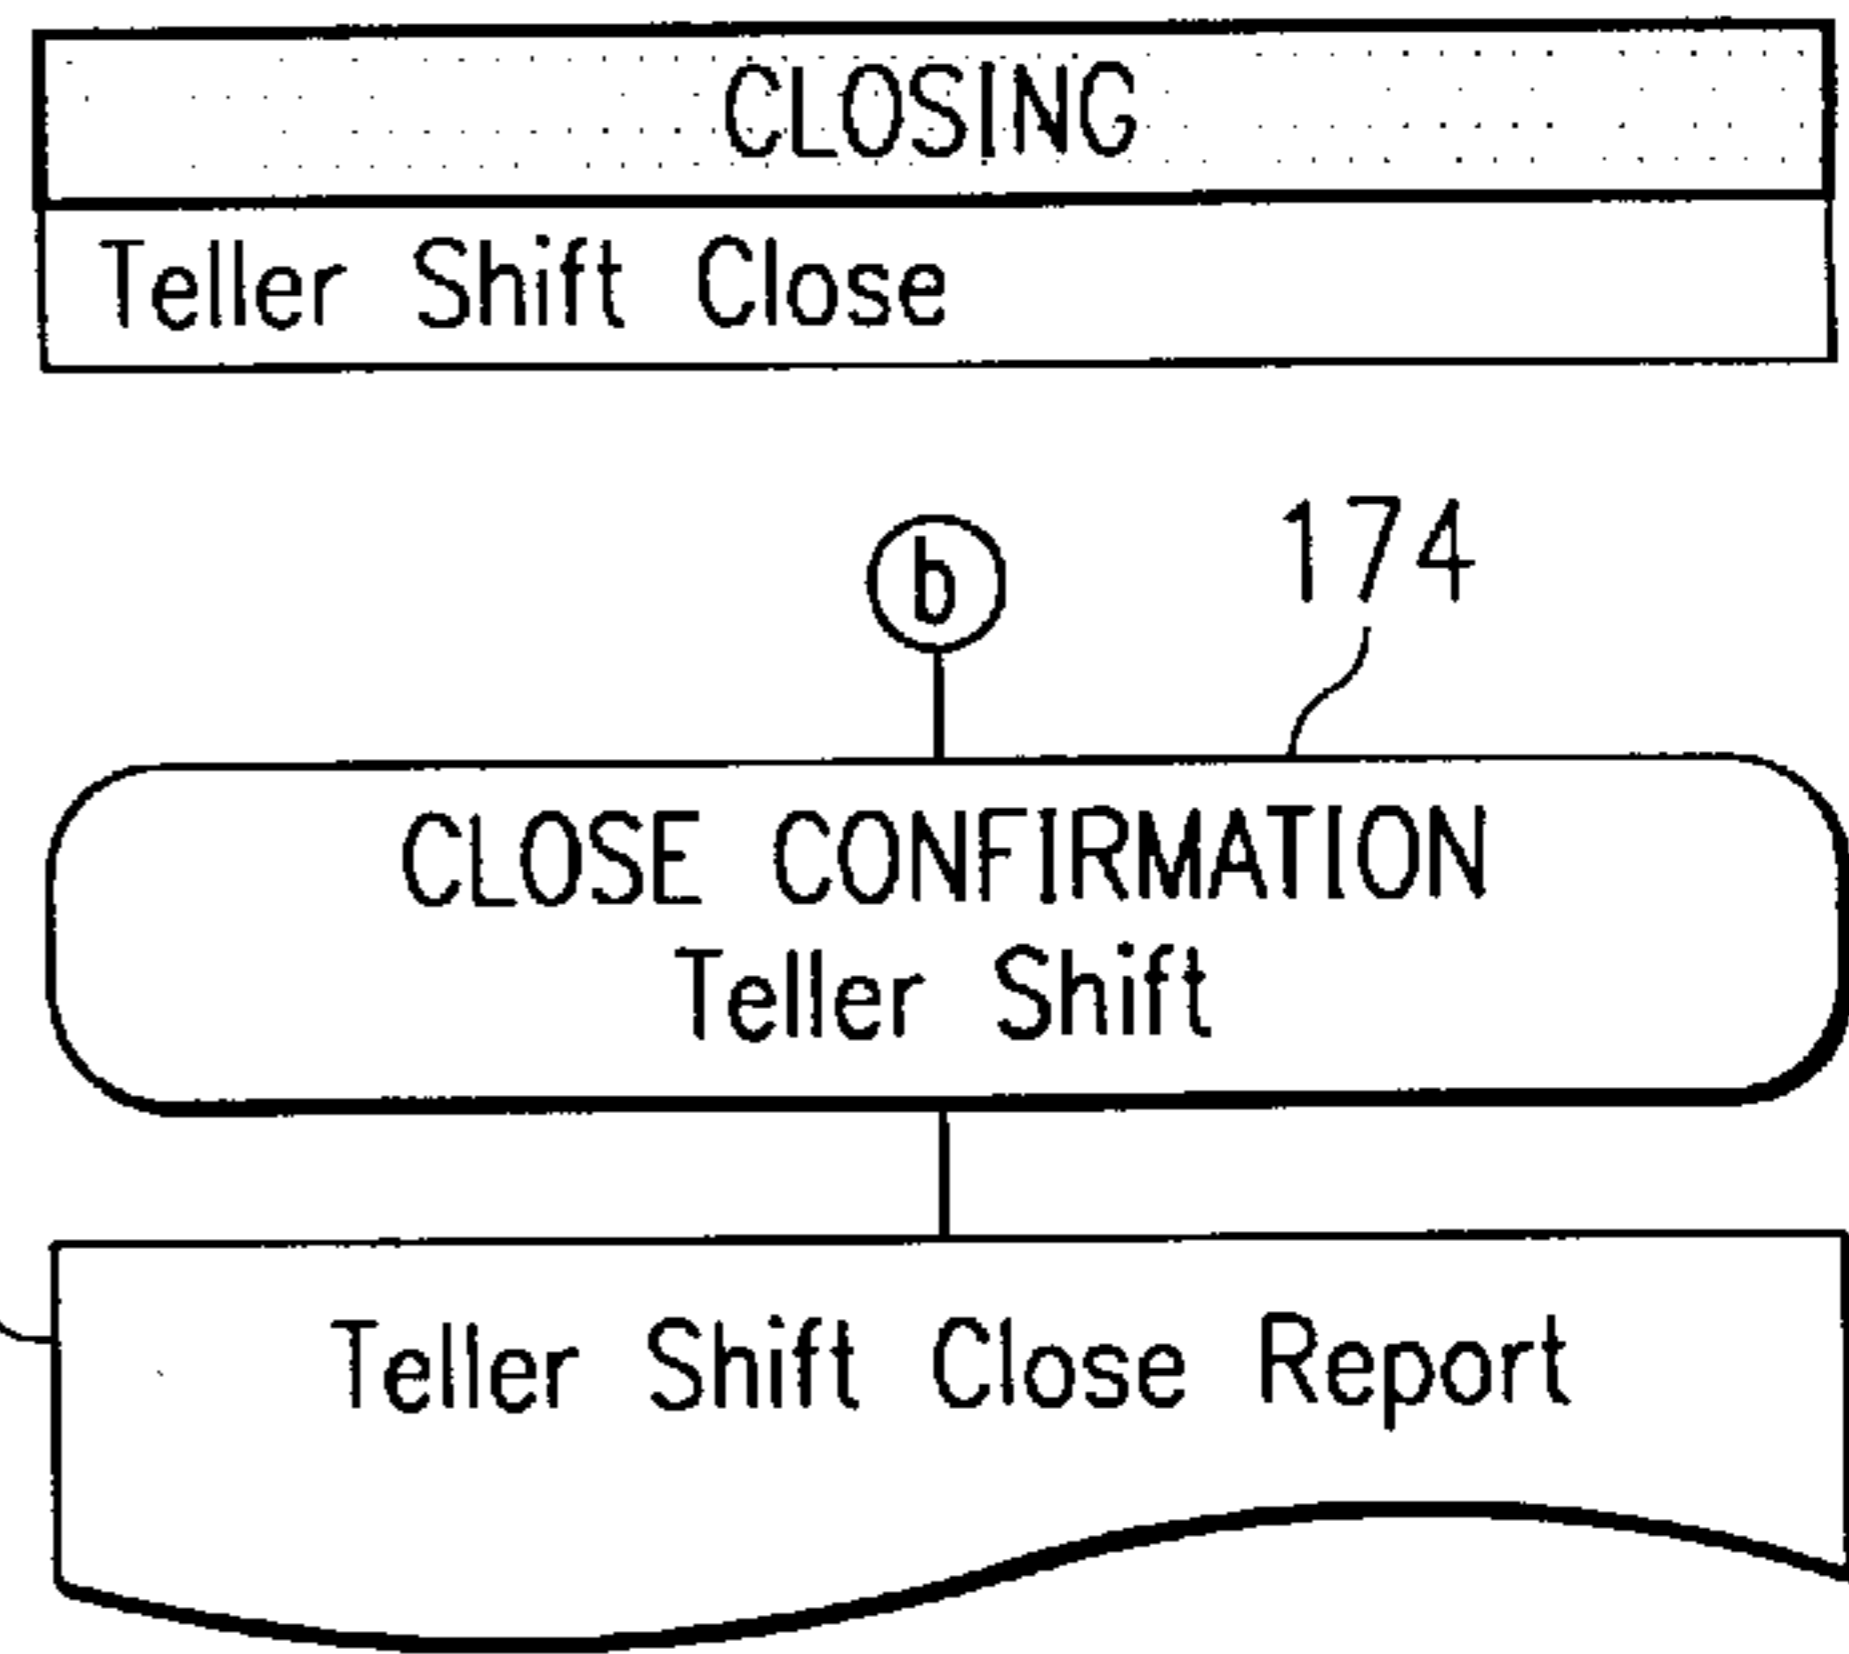 CLOSING
Teller Shift Close
b
174
CLOSE CONFIRMATION
Teller Shift
Teller Shift Close Report